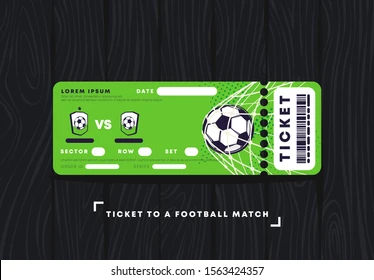 LOREM IPSUM
DATE
VS
SECTOR
ROW
SET
TICKET
TICKET TO A FOOTBALL MATCH
shutterstock.com · 1563424357